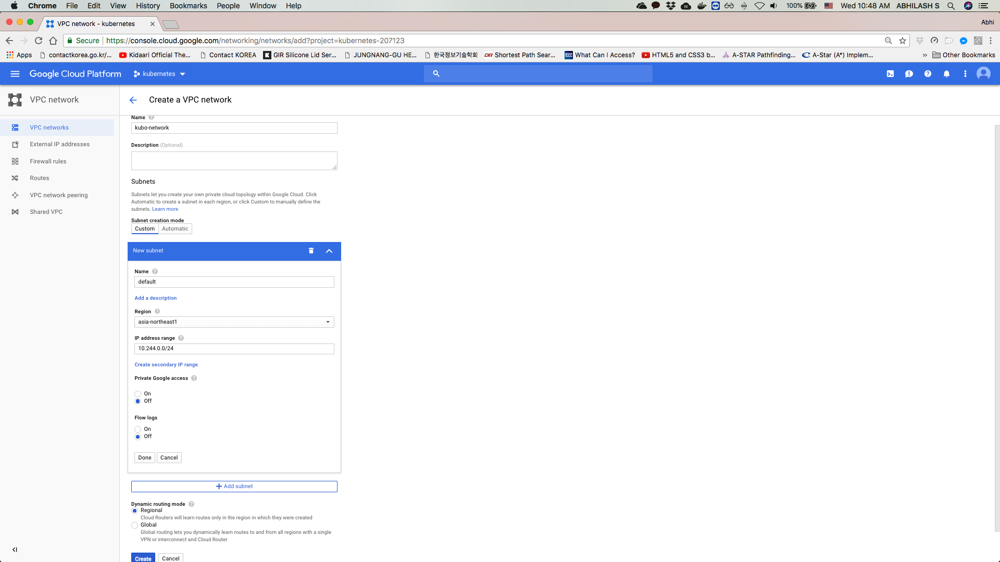 Chrome File Edit View History Bookmarks People Window Help 100% Wed 10:48 AM ABHILASH S
VPC network - kubernetes Abhi
Secure https://console.cloud.google.com/networking/networks/add?project=kubernetes-207123
Apps contactkorea.go.kr/... Kidaari Official The... Contact KOREA GIR Silicone Lid Ser... JUNGNANG-GU HE... 한국정보기술학회 DB Shortest Path Sear... IEEE What Can I Access? HTML5 and CSS3 b... A-STAR Pathfinding... A-Star (A*) Implem... » Other Bookmarks
Google Cloud Platform kubernetes
VPC network
Create a VPC network
VPC networks
External IP addresses
Firewall rules
Routes
VPC network peering
Shared VPC
Name
kubo-network
Description (Optional)
Subnets
Subnets let you create your own private cloud topology within Google Cloud. Click
Automatic to create a subnet in each region, or click Custom to manually define the
subnets. Learn more
Subnet creation mode
Custom Automatic
New subnet
Name
default
Add a description
Region
asia-northeast1
IP address range
10.244.0.0/24
Create secondary IP range
Private Google access
On
Off
Flow logs
On
Off
Done Cancel
Add subnet
Dynamic routing mode
Regional
Cloud Routers will learn routes only in the region in which they were created
Global
Global routing lets you dynamically learn routes to and from all regions with a single
VPN or interconnect and Cloud Router
Create Cancel